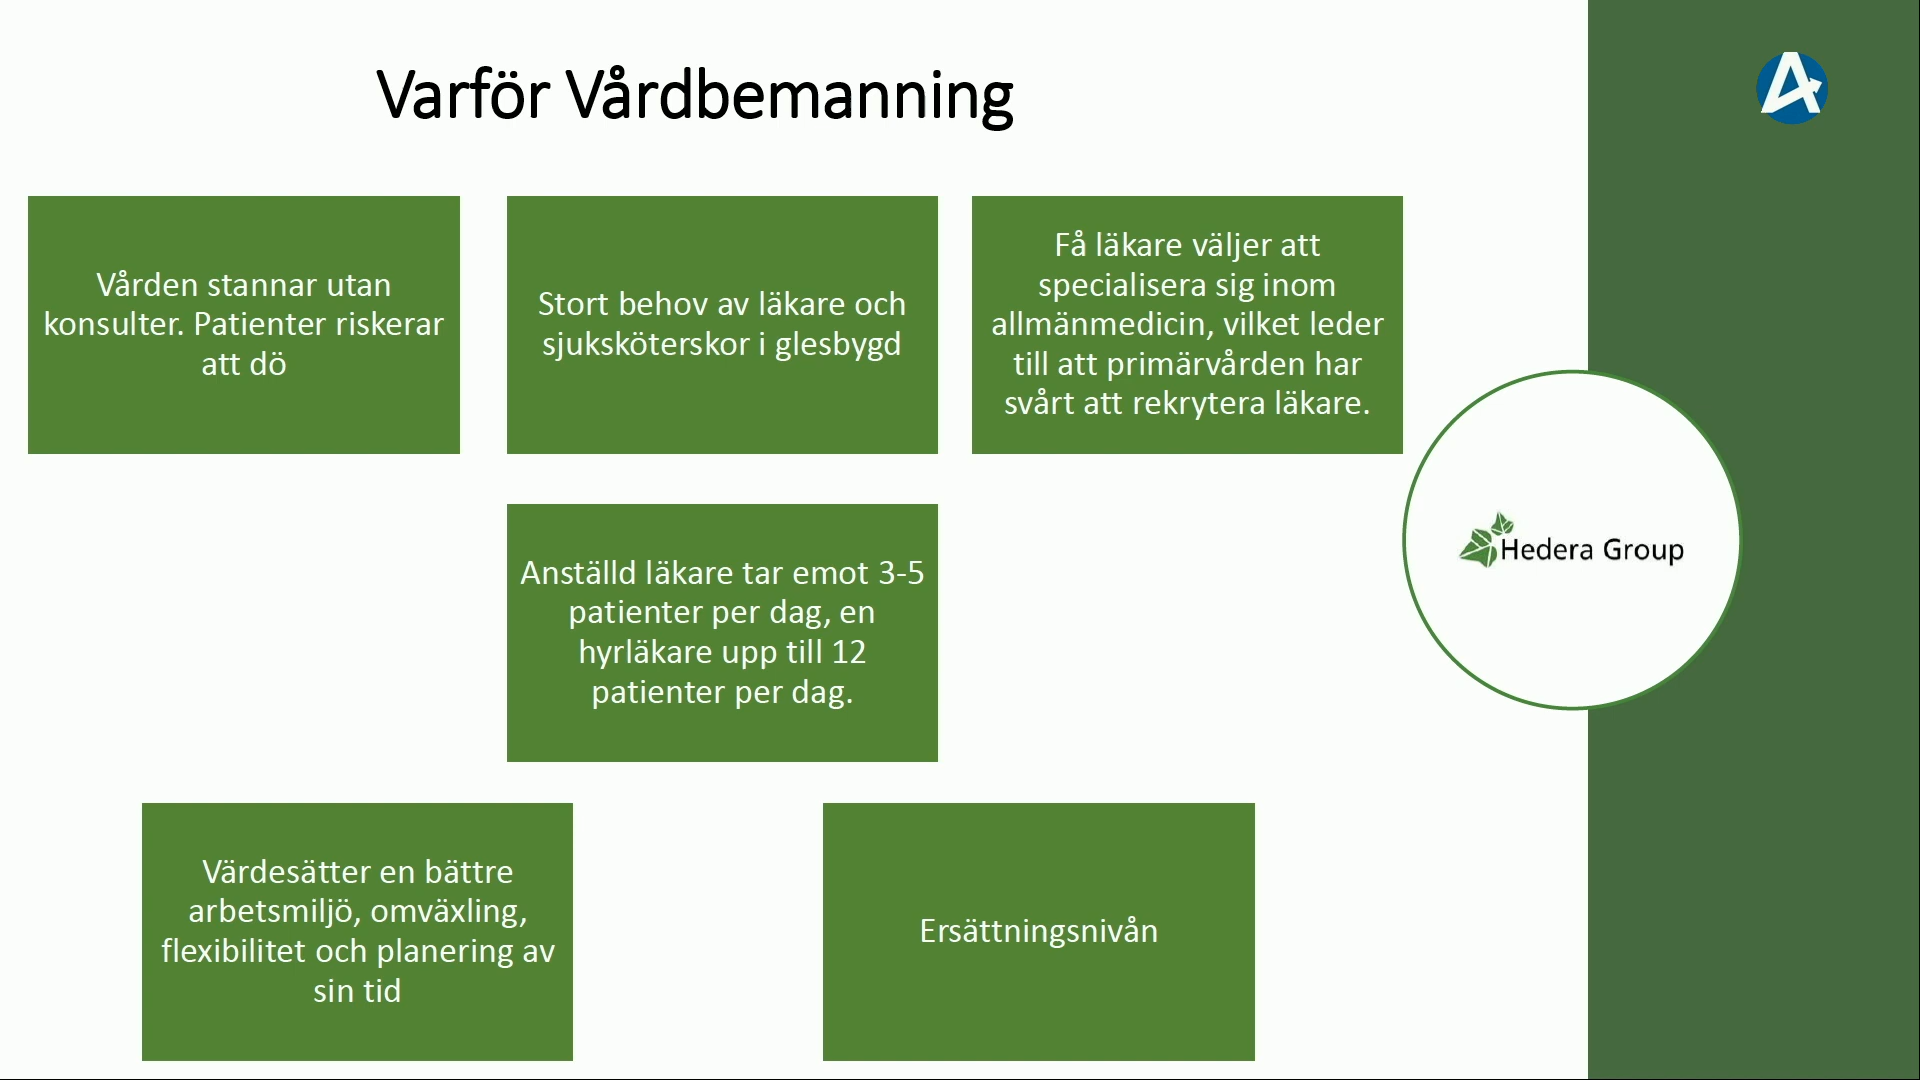 Varför Vårdbemanning
Vården stannar utan
konsulter. Patienter riskerar
att dö
Stort behov av läkare och
sjuksköterskor i glesbygd
Få läkare väljer att
specialisera sig inom
allmänmedicin, vilket leder
till att primärvården har
svårt att rekrytera läkare.
Hedera Group
Anställd läkare tar emot 3-5
patienter per dag, en
hyrläkare upp till 12
patienter per dag.
Värdesätter en bättre
arbetsmiljö, omväxling,
flexibilitet och planering av
sin tid
Ersättningsnivån